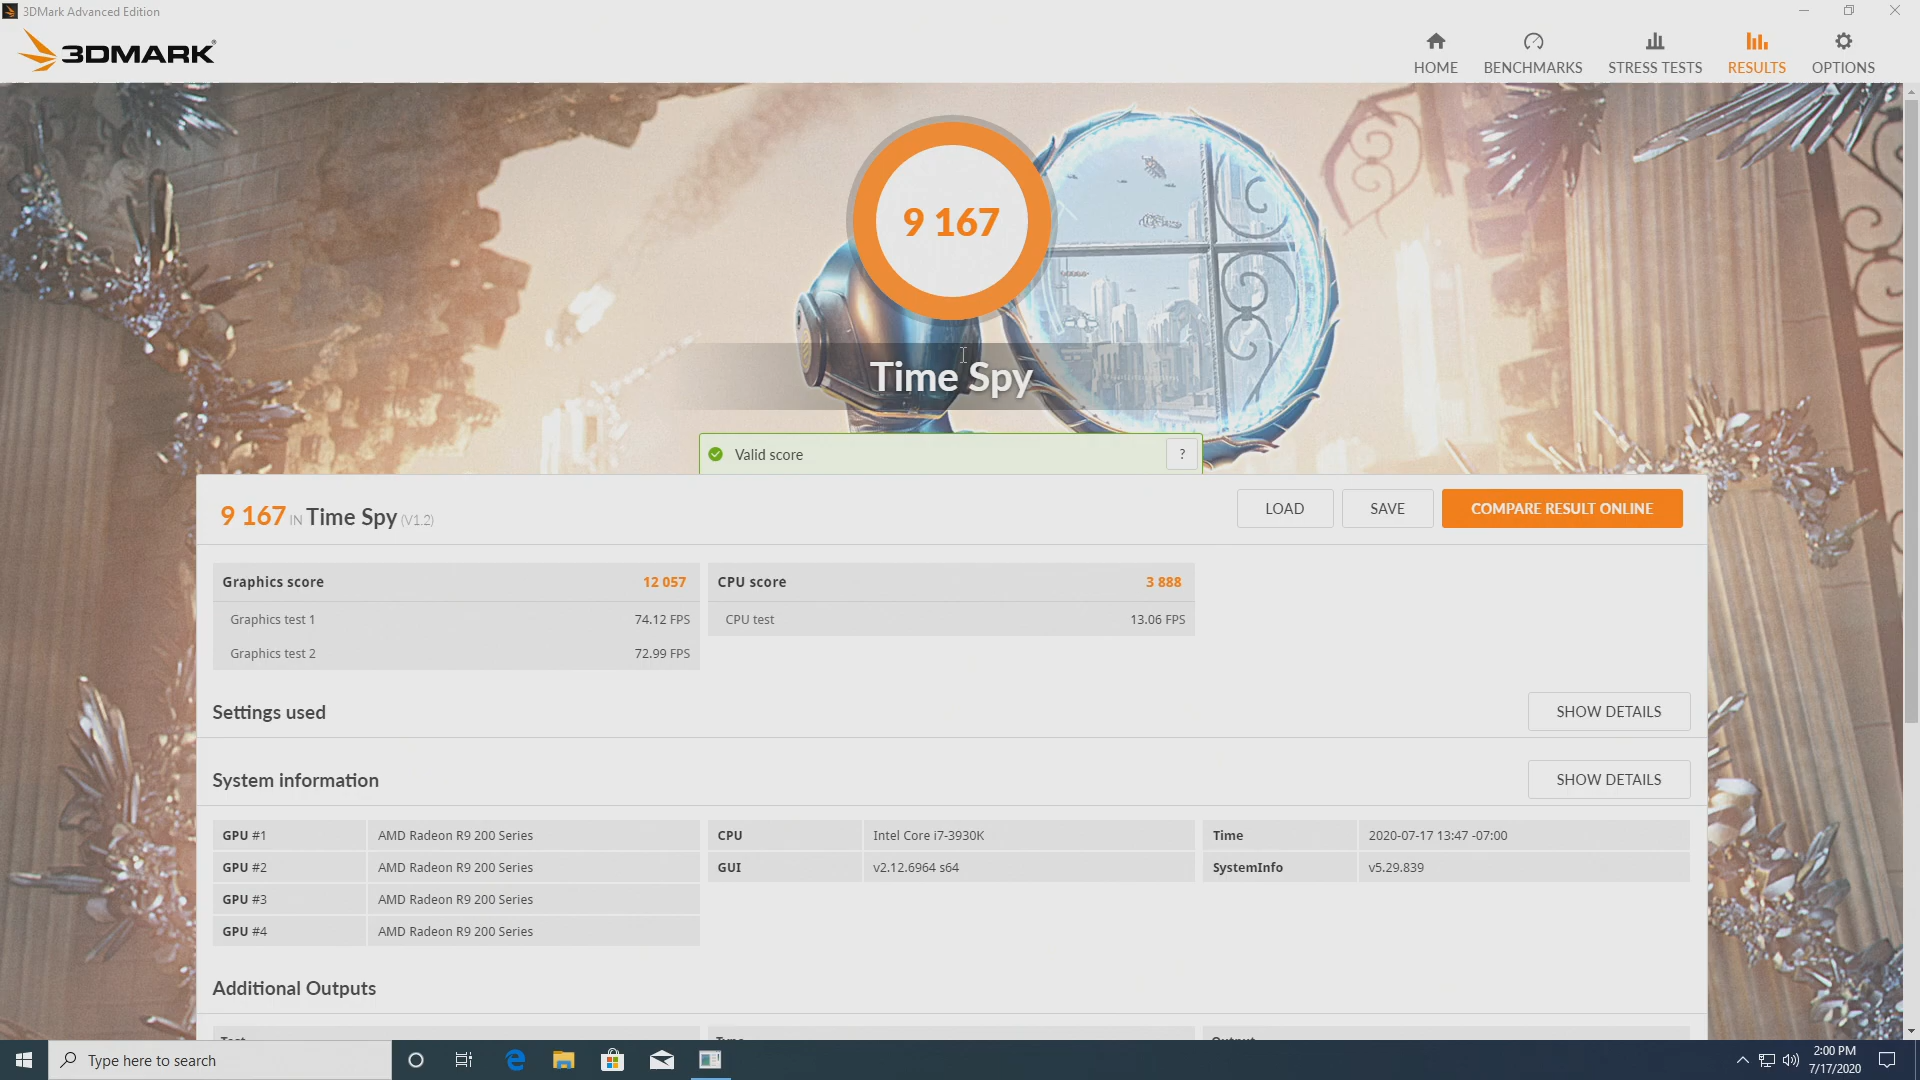 3DMark Advanced Edition
3DMARK
HOME
BENCHMARKS
STRESS TESTS
RESULTS
OPTIONS
9 167
Time Spy
Valid score
?
9 167 IN Time Spy (V1.2)
LOAD
SAVE
COMPARE RESULT ONLINE
Graphics score 12 057
Graphics test 1 74.12 FPS
Graphics test 2 72.99 FPS
CPU score 3 888
CPU test 13.06 FPS
Settings used
SHOW DETAILS
System information
SHOW DETAILS
GPU #1 AMD Radeon R9 200 Series
GPU #2 AMD Radeon R9 200 Series
GPU #3 AMD Radeon R9 200 Series
GPU #4 AMD Radeon R9 200 Series
CPU Intel Core i7-3930K
GUI v2.12.6964 s64
Time 2020-07-17 13:47 -07:00
SystemInfo v5.29.839
Additional Outputs
Type here to search
2:00 PM
7/17/2020